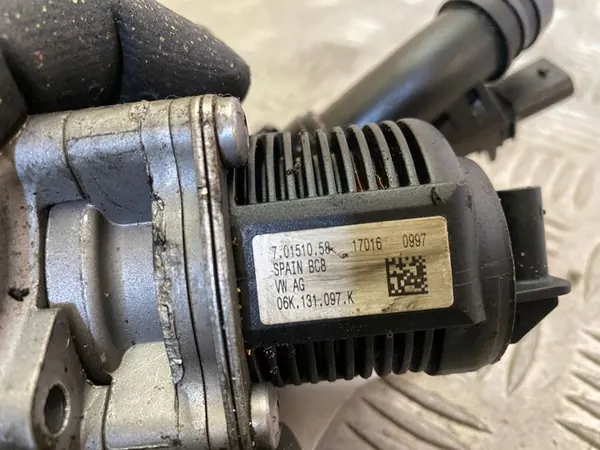 7.01510.58 17016 0997
SPAIN BCB
VW AG
06K.131.097.K